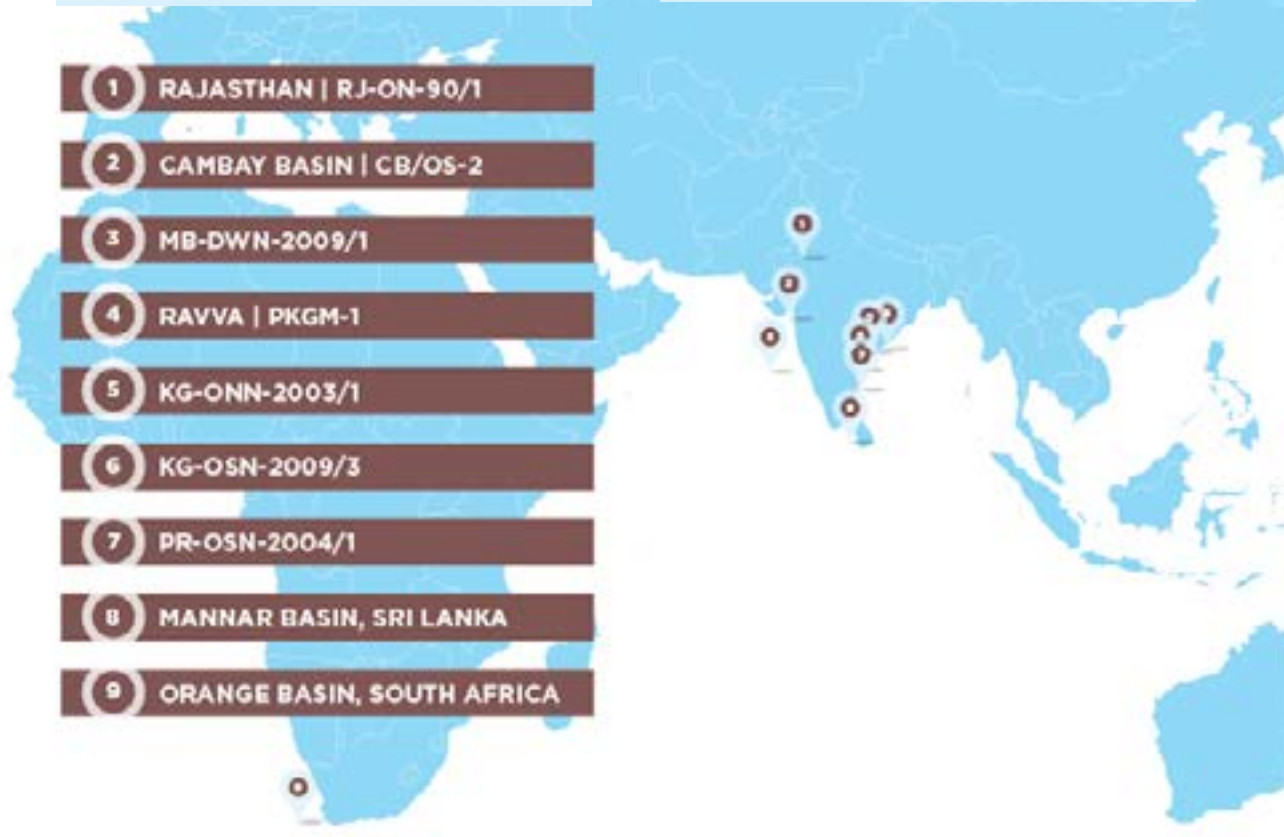 1 RAJASTHAN | RJ-ON-90/1
2 CAMBAY BASIN | CB/OS-2
3 MB-DWN-2009/1
4 RAVVA | PKGM-1
5 KG-ONN-2003/1
6 KG-OSN-2009/3
7 PR-OSN-2004/1
8 MANNAR BASIN, SRI LANKA
9 ORANGE BASIN, SOUTH AFRICA
1
2